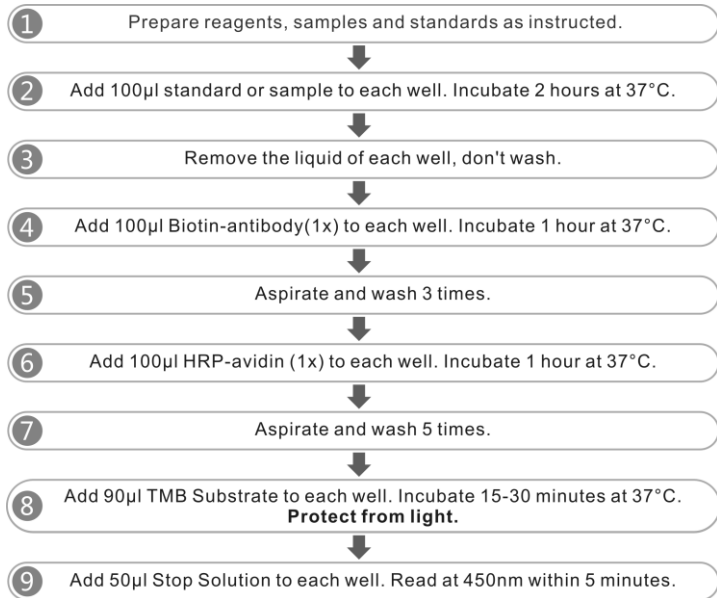 1 Prepare reagents, samples and standards as instructed.
2 Add 100µl standard or sample to each well. Incubate 2 hours at 37°C.
3 Remove the liquid of each well, don't wash.
4 Add 100µl Biotin-antibody(1x) to each well. Incubate 1 hour at 37°C.
5 Aspirate and wash 3 times.
6 Add 100µl HRP-avidin (1x) to each well. Incubate 1 hour at 37°C.
7 Aspirate and wash 5 times.
8 Add 90µl TMB Substrate to each well. Incubate 15-30 minutes at 37°C.
Protect from light.
9 Add 50µl Stop Solution to each well. Read at 450nm within 5 minutes.